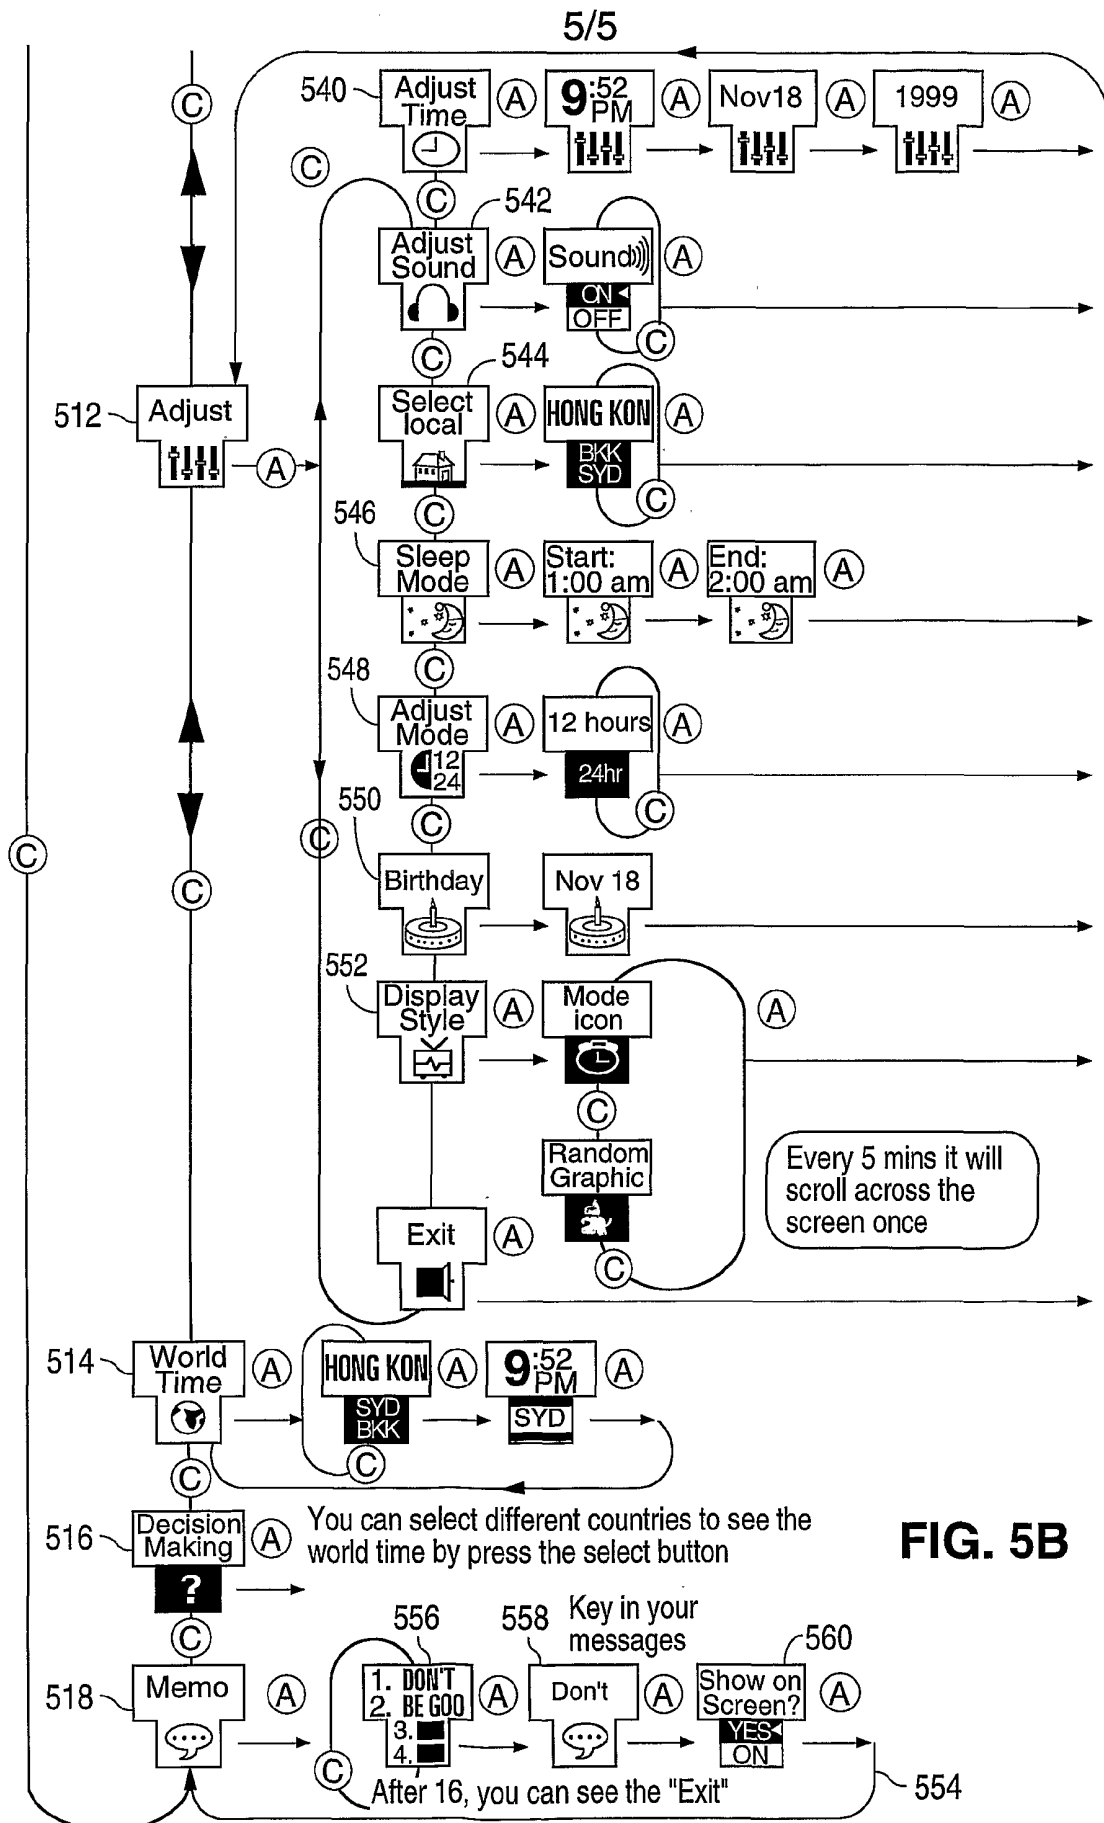 5/5
540
Adjust
Time
A
9:52
PM
A
Nov18
A
1999
A
C
C
C
542
Adjust
Sound
A
Sound
ON
OFF
A
C
C
544
512
Adjust
A
Select
local
A
HONG KON
BKK
SYD
A
C
C
546
Sleep
Mode
A
Start:
1:00 am
A
End:
2:00 am
A
C
548
Adjust
Mode
12
24
A
12 hours
24hr
A
C
C
550
C
C
C
Birthday
Nov 18
552
Display
Style
A
Mode
icon
A
C
Random
Graphic
C
Every 5 mins it will
scroll across the
screen once
Exit
A
514
World
Time
A
HONG KON
SYD
BKK
A
C
9:52
PM
SYD
A
C
516
Decision
Making
?
A
You can select different countries to see the
world time by press the select button
FIG. 5B
C
518
Memo
A
556
1. DON'T
2. BE GOO
3.
4.
A
C
After 16, you can see the "Exit"
558
Key in your
messages
Don't
A
560
Show on
Screen?
YES
ON
A
554